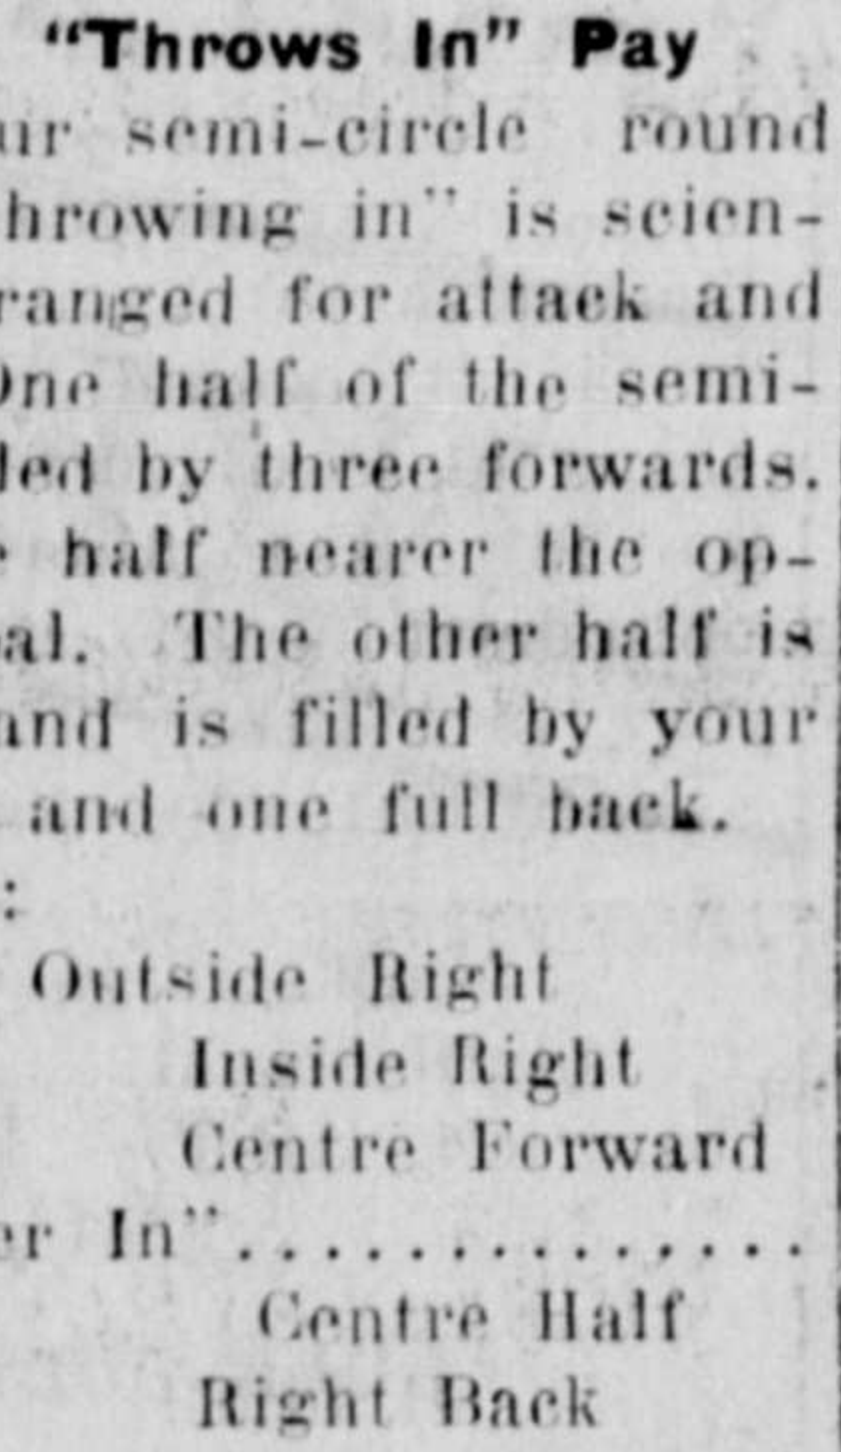 "Throws In" Pay
ur semi-circle round
hrowing in" is scien-
ranged for attack and
One half of the semi-
led by three forwards.
e half nearer the op-
al. The other half is
and is filled by your
and one full back.
:
Outside Right
Inside Right
Centre Forward
er In"..............
Centre Half
Right Back